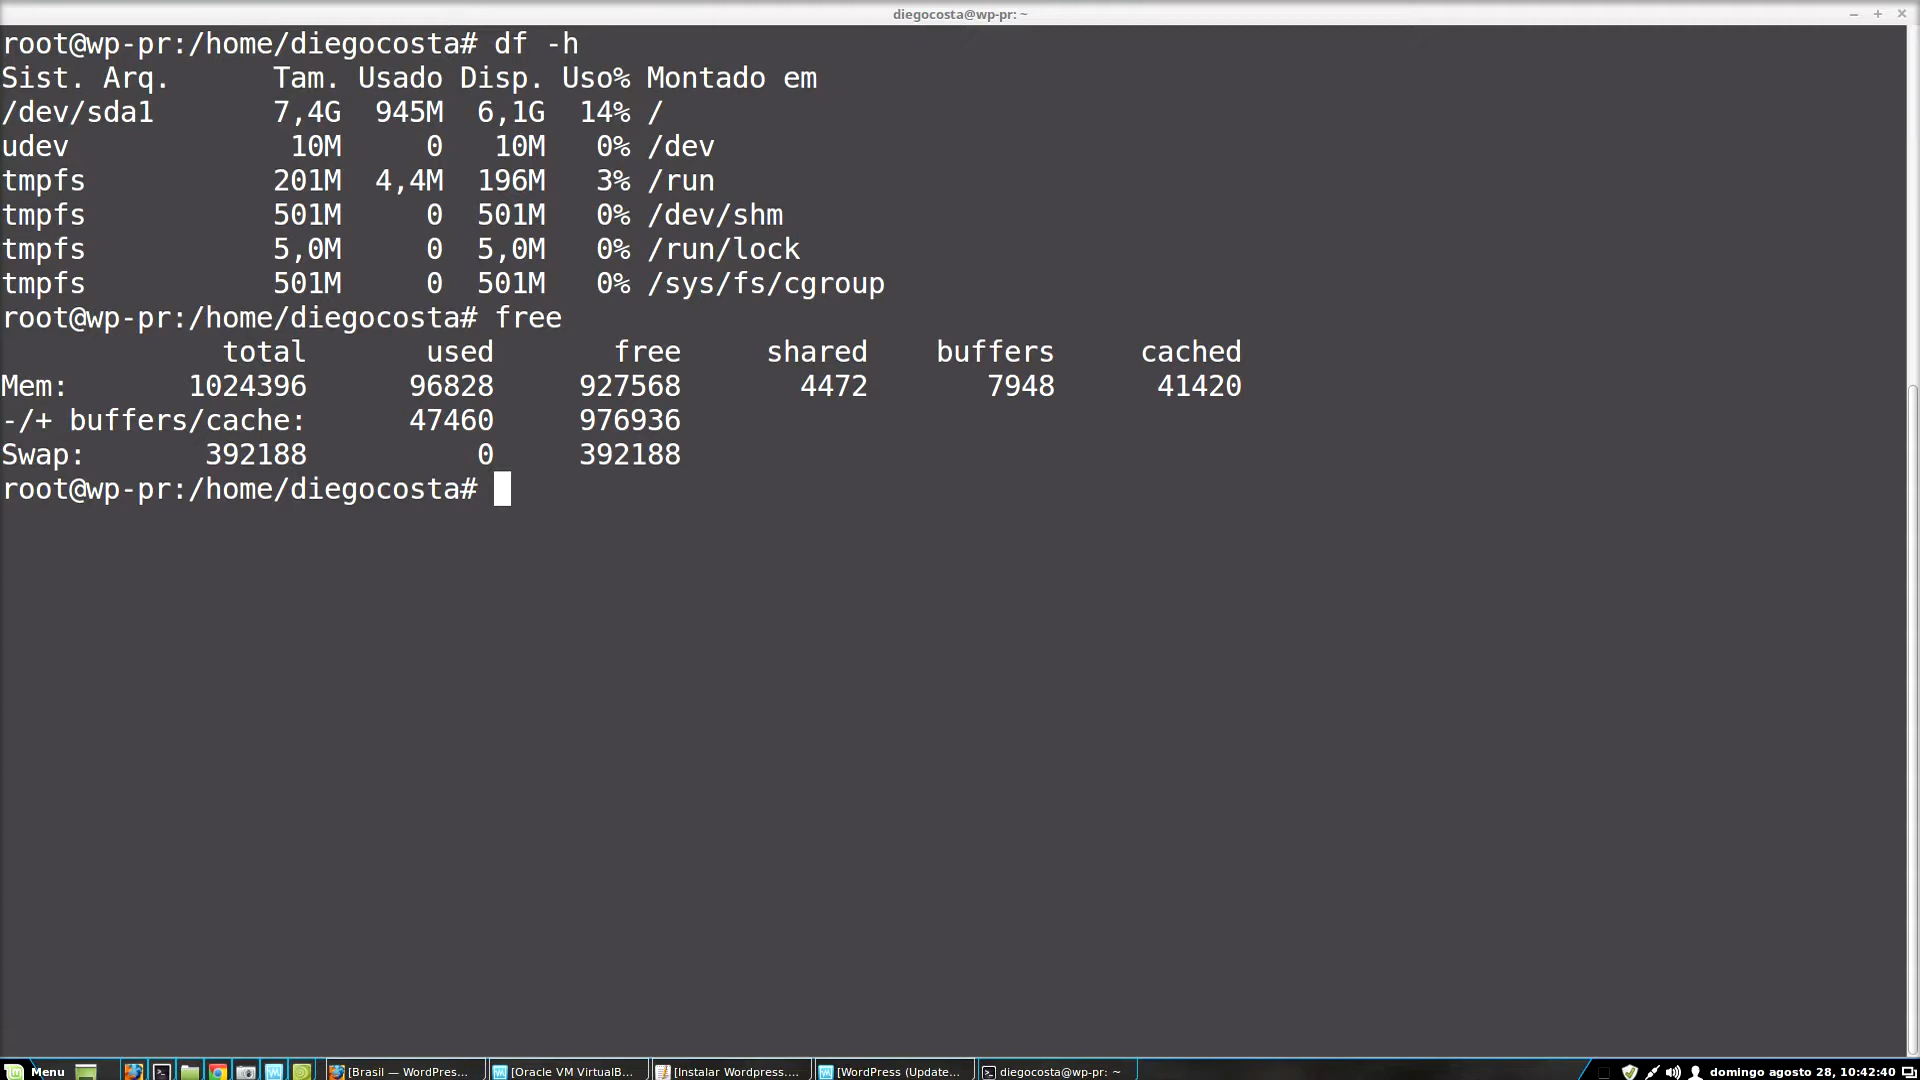 diegocosta@wp-pr: ~
root@wp-pr:/home/diegocosta# df -h
Sist. Arq.      Tam. Usado Disp. Uso% Montado em
/dev/sda1       7,4G  945M  6,1G  14% /
udev             10M     0   10M   0% /dev
tmpfs           201M  4,4M  196M   3% /run
tmpfs           501M     0  501M   0% /dev/shm
tmpfs           5,0M     0  5,0M   0% /run/lock
tmpfs           501M     0  501M   0% /sys/fs/cgroup
root@wp-pr:/home/diegocosta# free
             total       used       free     shared    buffers     cached
Mem:       1024396      96828     927568       4472       7948      41420
-/+ buffers/cache:      47460     976936
Swap:       392188          0     392188
root@wp-pr:/home/diegocosta#
Menu [Brasil — WordPres... [Oracle VM VirtualB... [Instalar Wordpress.... [WordPress (Update... diegocosta@wp-pr: ~ domingo agosto 28, 10:42:40